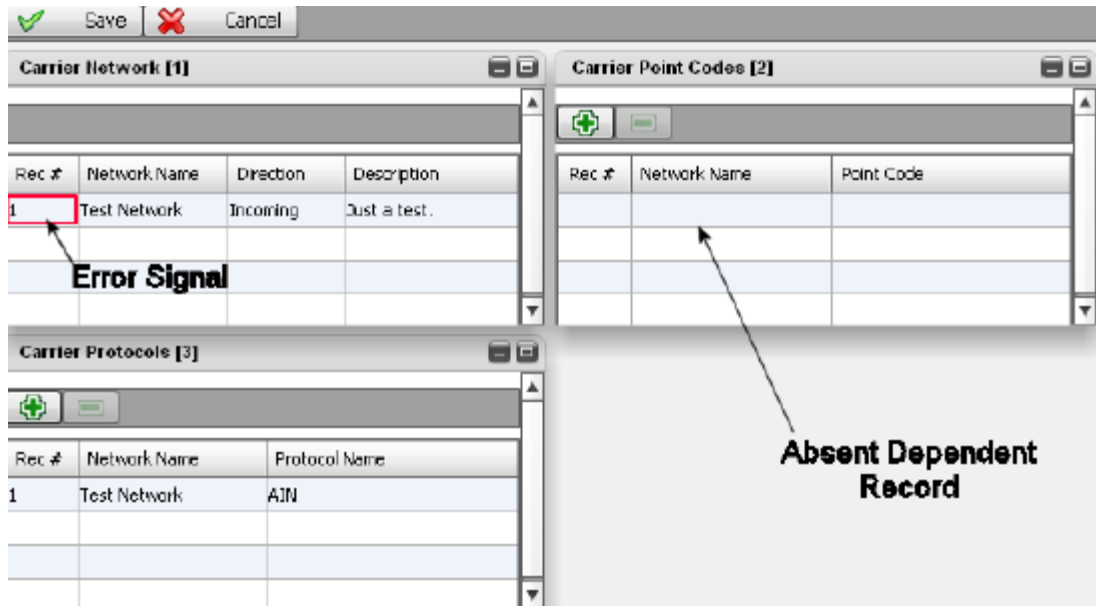 Save Cancel
Carrier Network [1]
Rec # Network Name Direction Description
1 Test Network Incoming Just a test.
Error Signal
Carrier Point Codes [2]
Rec # Network Name Point Code
Absent Dependent
Record
Carrier Protocols [3]
Rec # Network Name Protocol Name
1 Test Network AIN